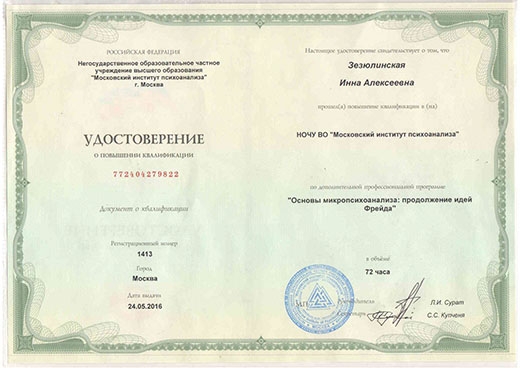 РОССИЙСКАЯ ФЕДЕРАЦИЯ
Негосударственное образовательное частное
учреждение высшего образования
"Московский институт психоанализа"
г. Москва
УДОСТОВЕРЕНИЕ
О ПОВЫШЕНИИ КВАЛИФИКАЦИИ
772404279822
Документ о квалификации
Регистрационный номер
1413
Город
Москва
Дата выдачи
24.05.2016
Настоящее удостоверение свидетельствует о том, что
Зезюлинская
Инна Алексеевна
прошел(а) повышение квалификации в (на)
НОЧУ ВО "Московский институт психоанализа"
по дополнительной профессиональной программе
"Основы микропсихоанализа: продолжение идей
Фрейда"
в объёме
72 часа
М.П.
Руководитель
Л.И. Сурат
Секретарь
С.С. Купченя